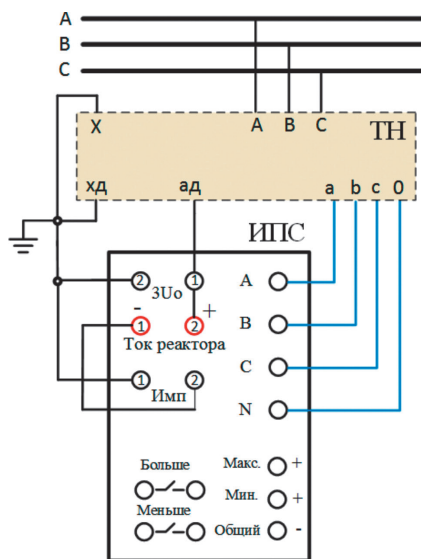 A
B
C
X A B C ТН
хд ад a b c 0
ИПС
2 1 A
3Uo
- +
1 2 B
Ток реактора
C
1 2
Имп
N
Больше Макс. +
Мин. +
Меньше
Общий -